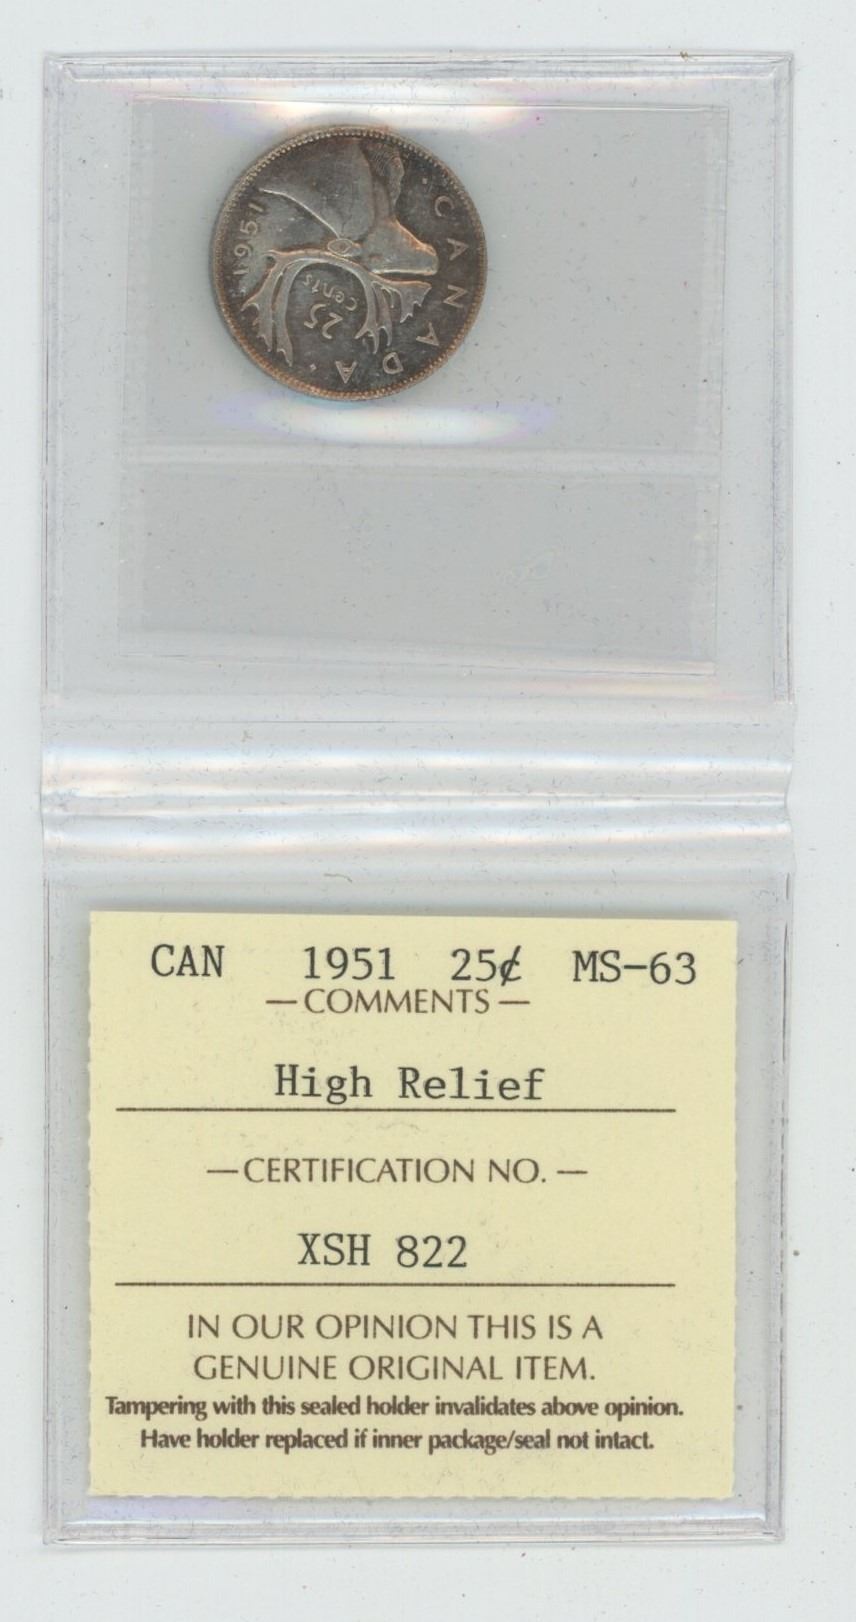 1951
• CANADA •
25
cents
CAN 1951 25¢ MS-63
—COMMENTS—
High Relief
—CERTIFICATION NO. —
XSH 822
IN OUR OPINION THIS IS A
GENUINE ORIGINAL ITEM.
Tampering with this sealed holder invalidates above opinion.
Have holder replaced if inner package/seal not intact.